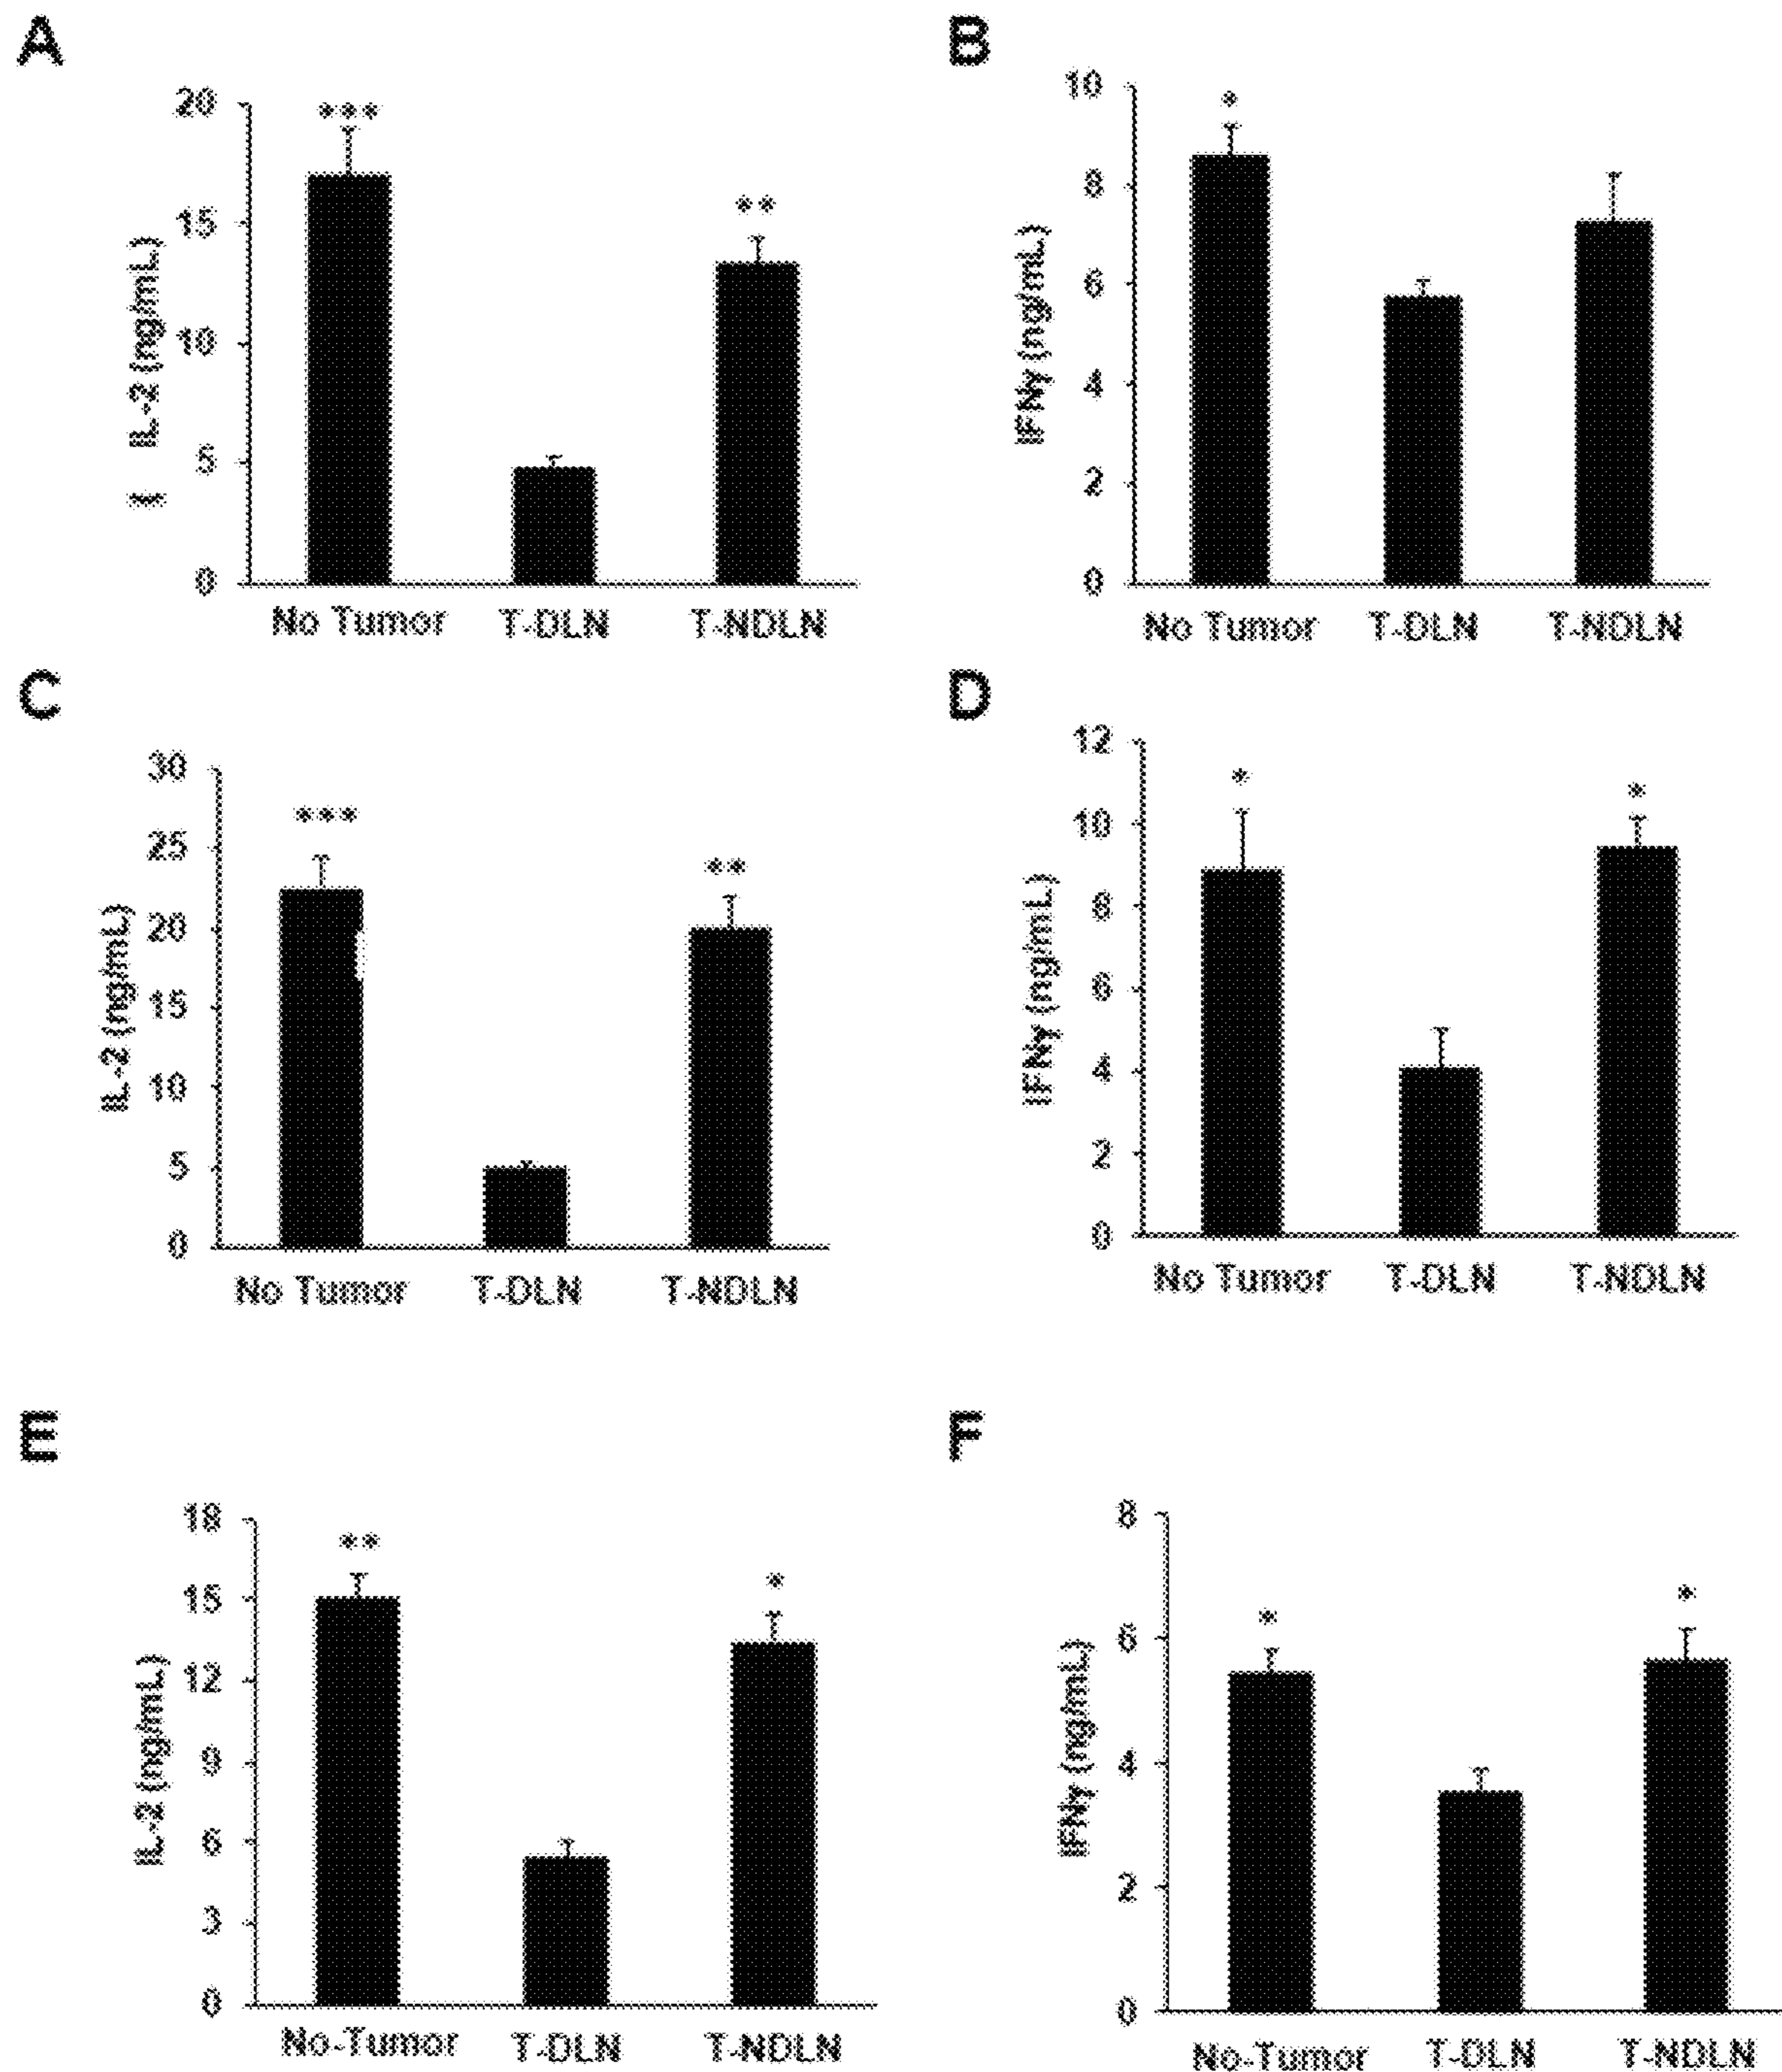 A
***
**
20
15
10
5
0
IL-2 (ng/mL)
No Tumor T-DLN T-NDLN
B
*
10
8
6
4
2
0
IFNγ (ng/mL)
No Tumor T-DLN T-NDLN
C
***
**
30
25
20
15
10
5
0
IL-2 (ng/mL)
No Tumor T-DLN T-NDLN
D
*
*
12
10
8
6
4
2
0
IFNγ (ng/mL)
No Tumor T-DLN T-NDLN
E
**
*
18
15
12
9
6
3
0
IL-2 (ng/mL)
No-Tumor T-DLN T-NDLN
F
*
*
8
6
4
2
0
IFNγ (ng/mL)
No-Tumor T-DLN T-NDLN